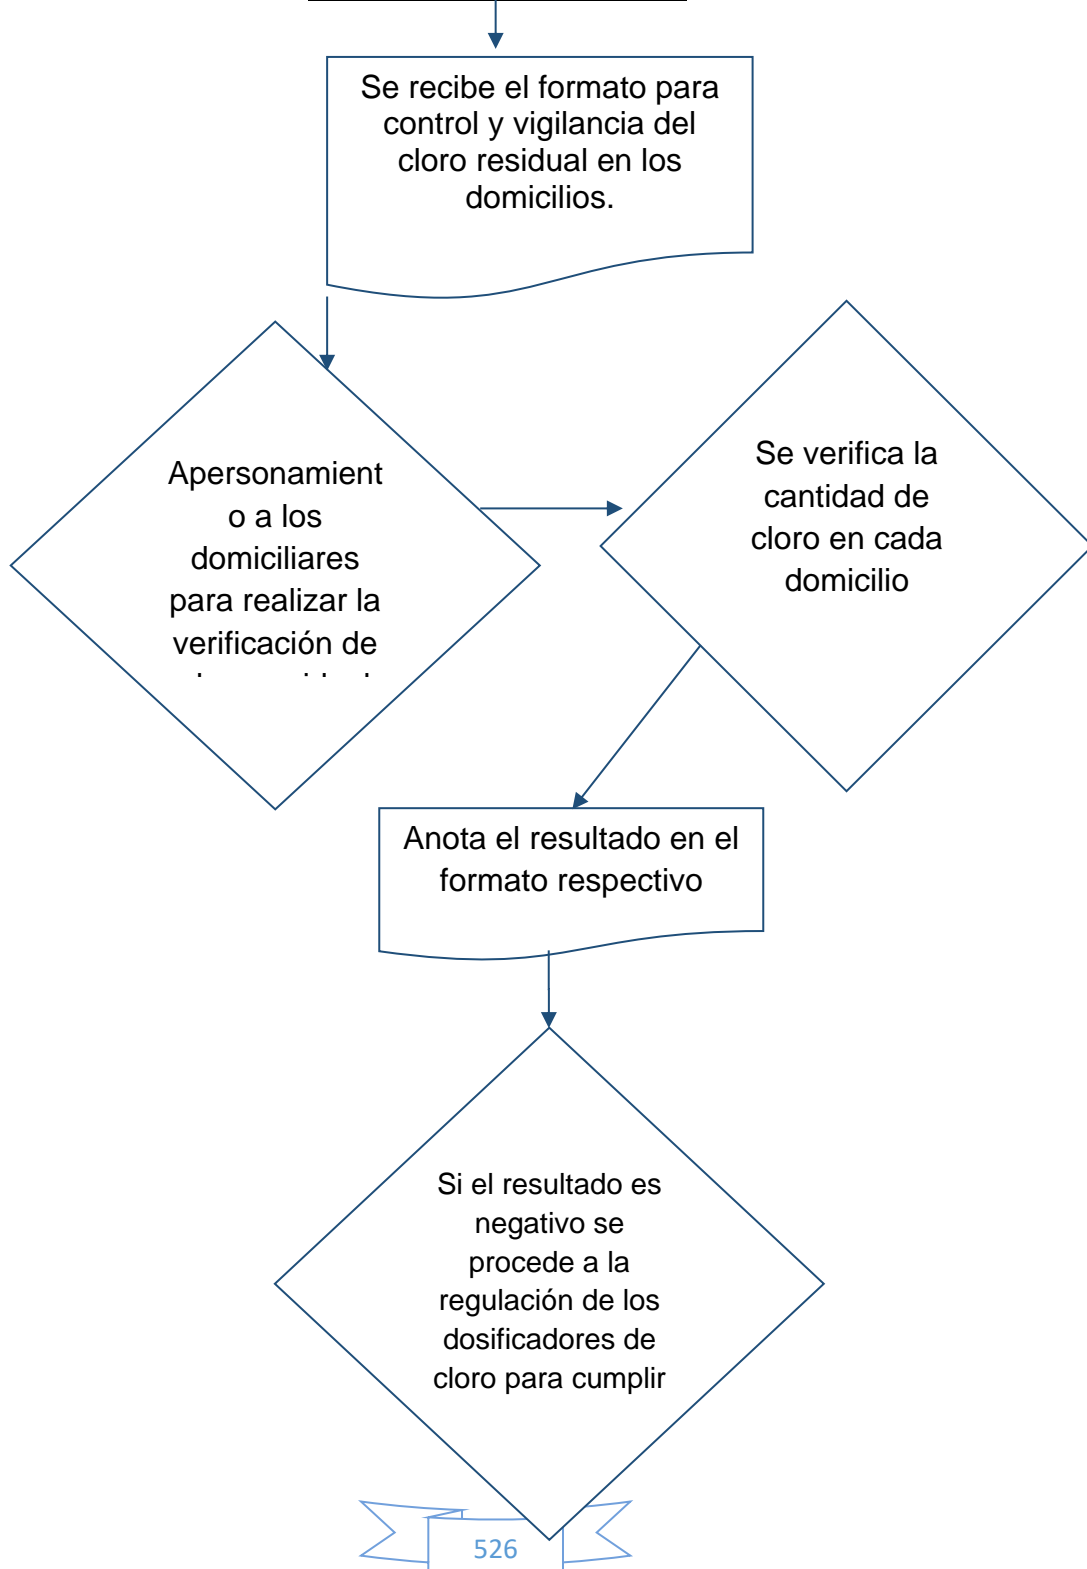 Se recibe el formato para
control y vigilancia del
cloro residual en los
domicilios.
Apersonamient
o a los
domiciliares
para realizar la
verificación de
Se verifica la
cantidad de
cloro en cada
domicilio
Anota el resultado en el
formato respectivo
Si el resultado es
negativo se
procede a la
regulación de los
dosificadores de
cloro para cumplir
526